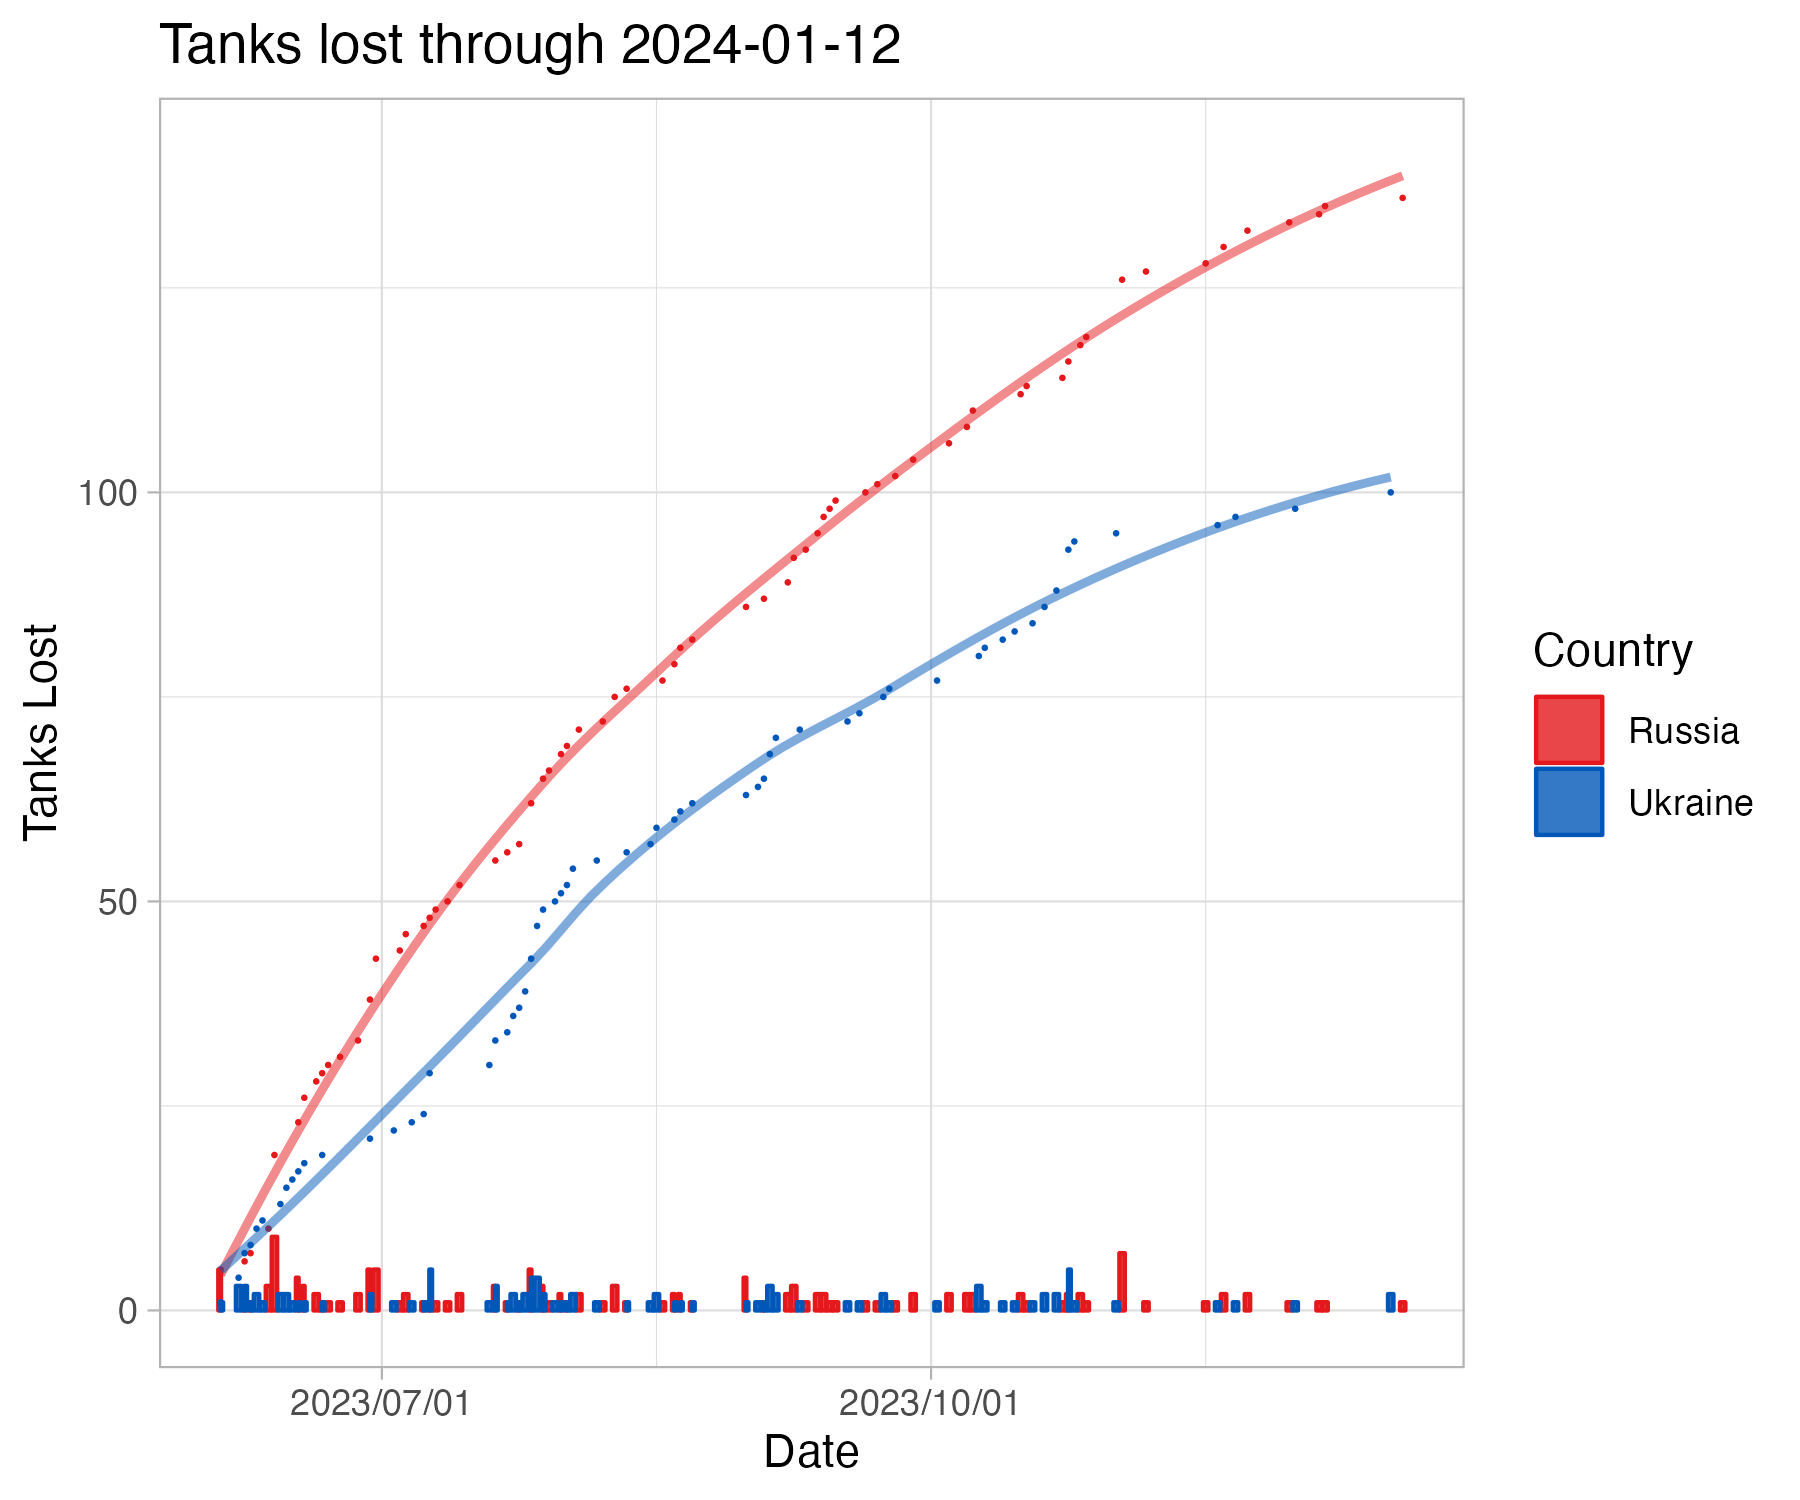 Tanks lost through 2024-01-12
Tanks Lost
100
50
0
2023/07/01
2023/10/01
Date
Country
Russia
Ukraine